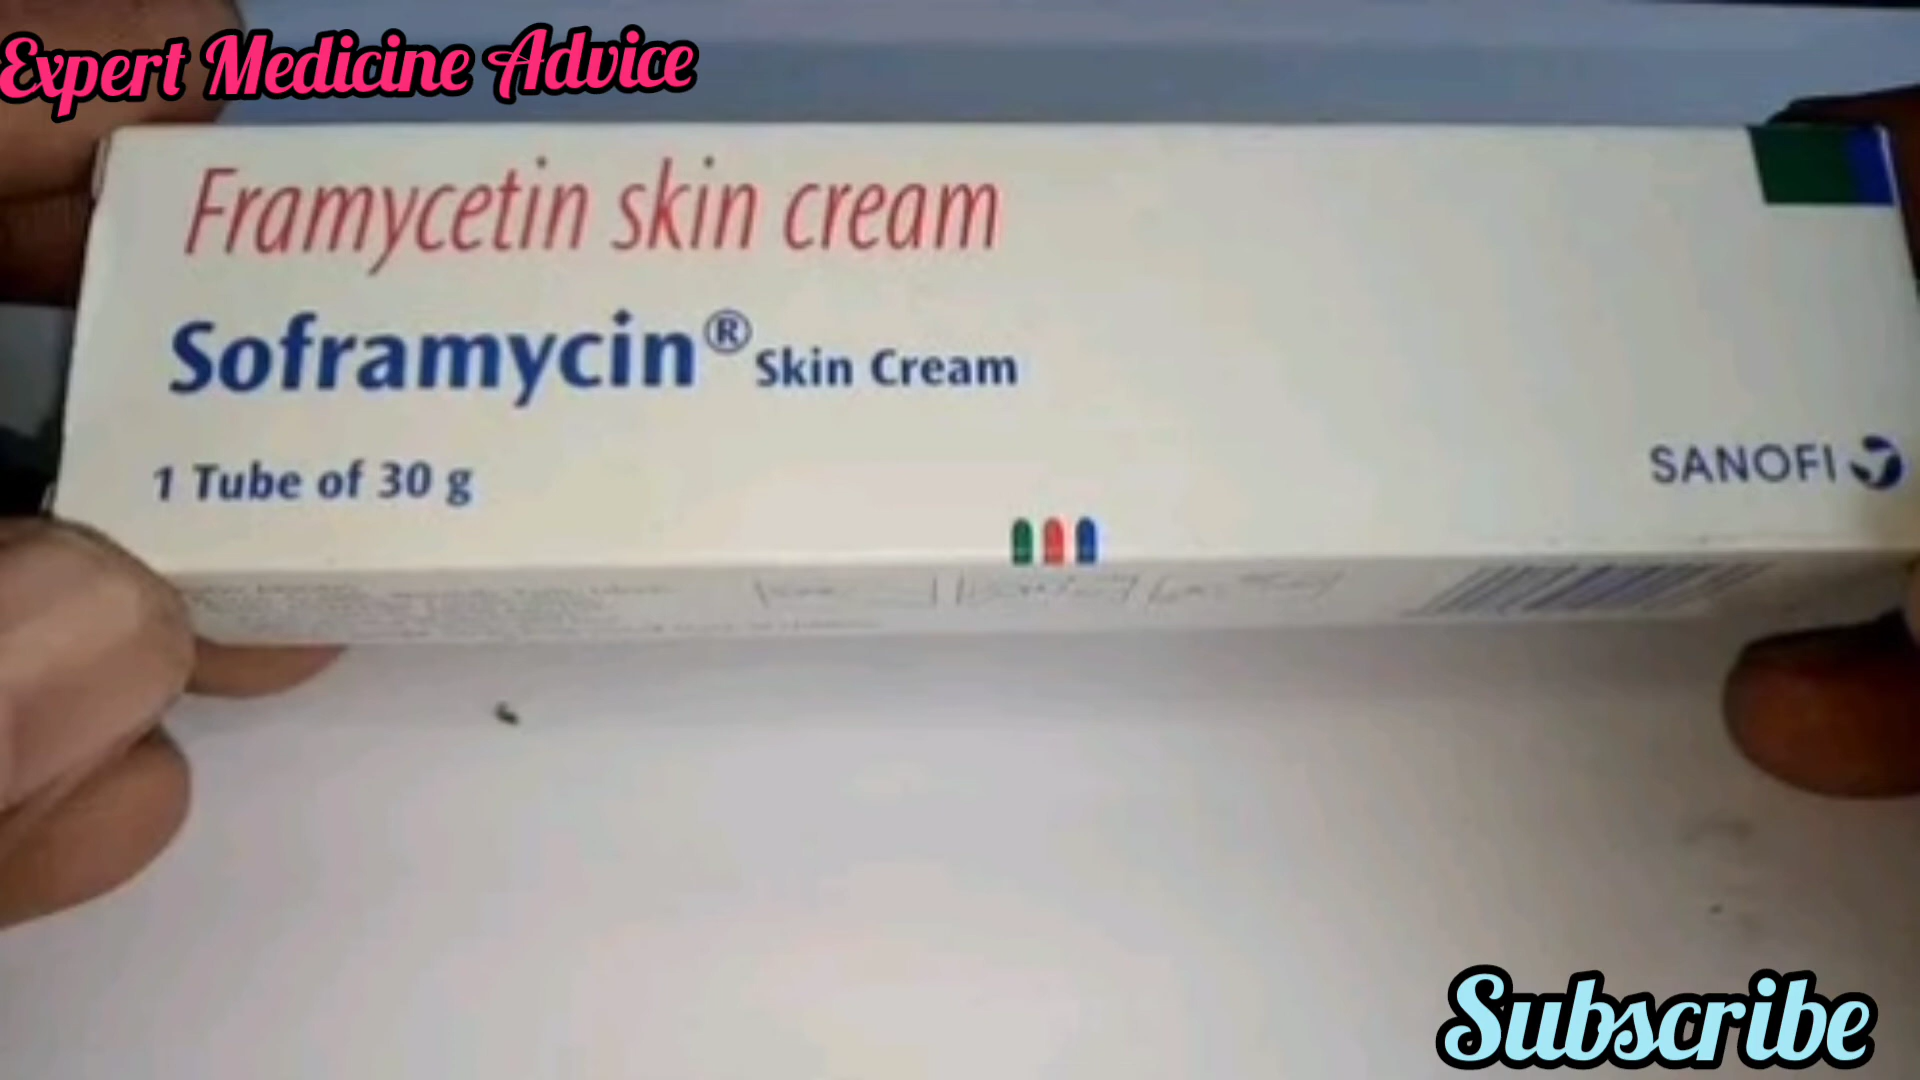 Expert Medicine Advice
Framycetin skin cream
Soframycin® Skin Cream
1 Tube of 30 g
SANOFI
Subscribe